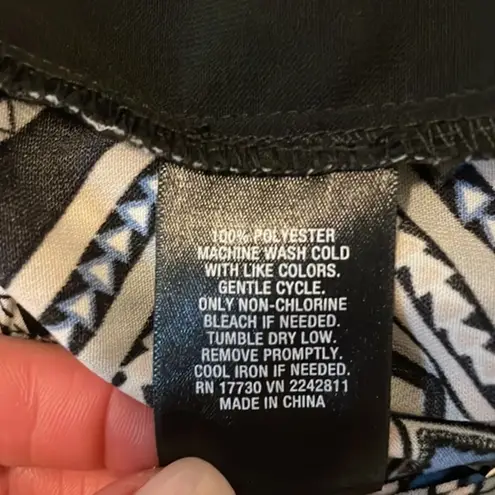 100% POLYESTER
MACHINE WASH COLD
WITH LIKE COLORS.
GENTLE CYCLE.
ONLY NON-CHLORINE
BLEACH IF NEEDED.
TUMBLE DRY LOW.
REMOVE PROMPTLY.
COOL IRON IF NEEDED.
RN 17730 VN 2242811
MADE IN CHINA